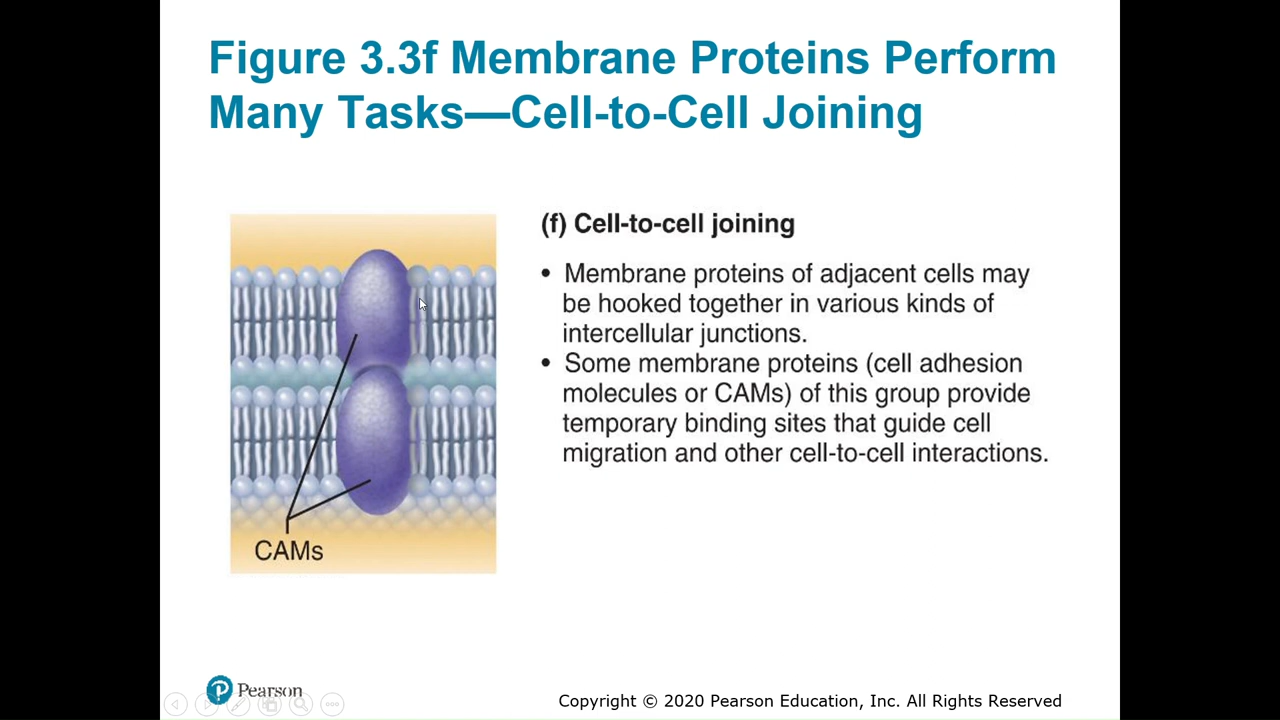 Figure 3.3f Membrane Proteins Perform
Many Tasks—Cell-to-Cell Joining
(f) Cell-to-cell joining
• Membrane proteins of adjacent cells may
be hooked together in various kinds of
intercellular junctions.
• Some membrane proteins (cell adhesion
molecules or CAMs) of this group provide
temporary binding sites that guide cell
migration and other cell-to-cell interactions.
CAMs
Pearson
Copyright © 2020 Pearson Education, Inc. All Rights Reserved